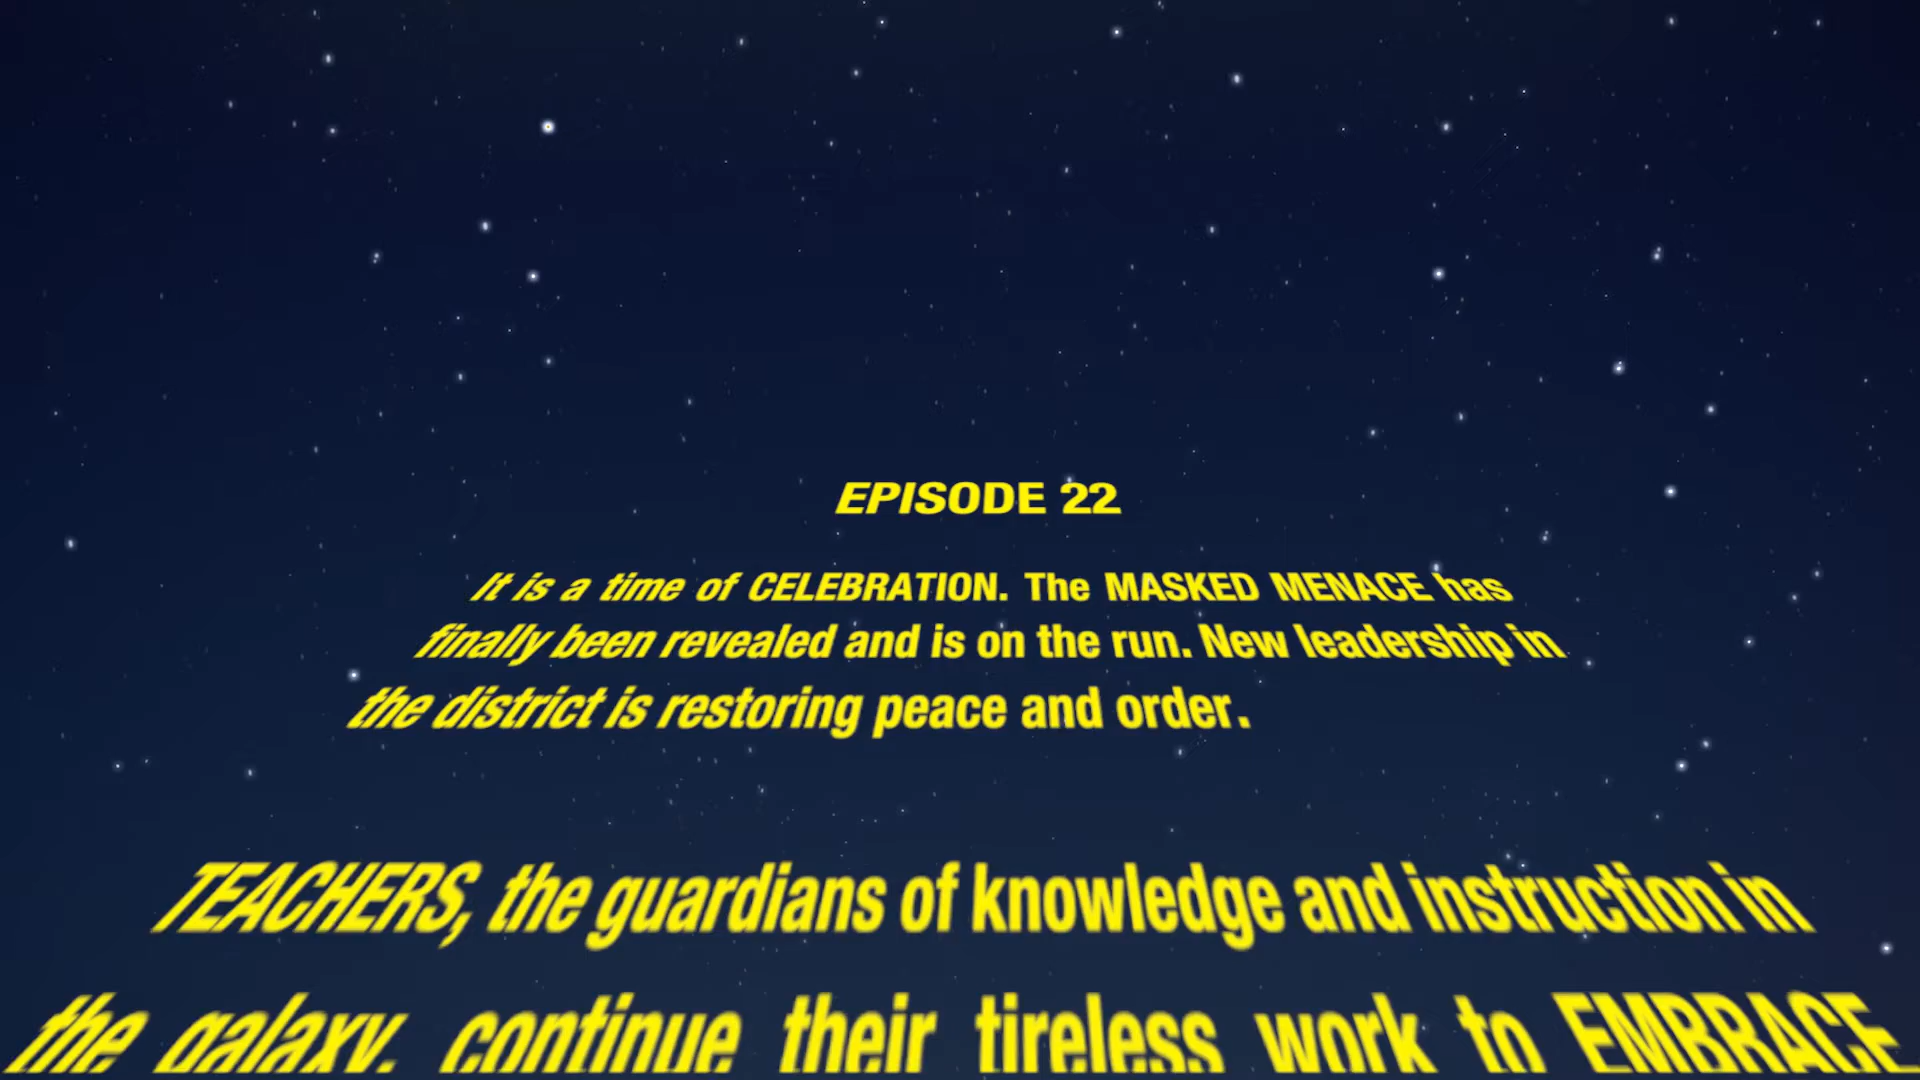 EPISODE 22
It is a time of CELEBRATION. The MASKED MENACE has
finally been revealed and is on the run. New leadership in
the district is restoring peace and order.
TEACHERS, the guardians of knowledge and instruction in
the galaxy, continue their tireless work to EMBRACE